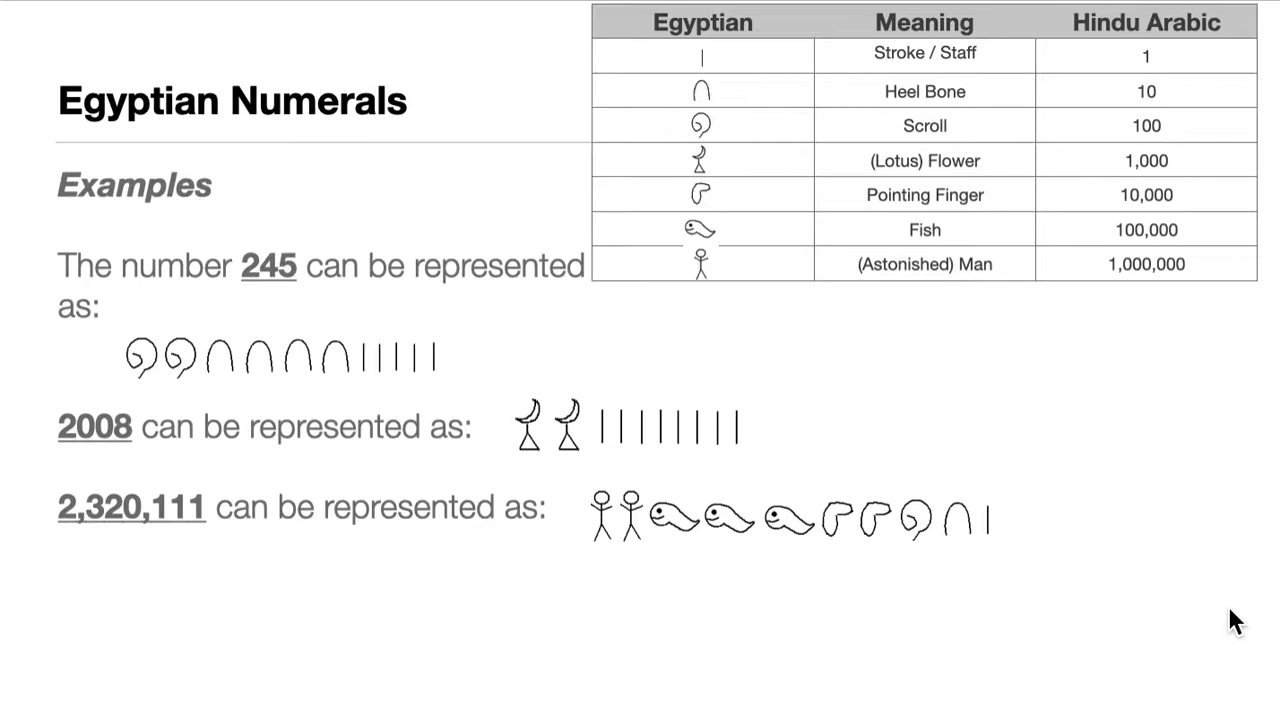 Egyptian Meaning Hindu Arabic
| Stroke / Staff 1
Heel Bone 10
Scroll 100
(Lotus) Flower 1,000
Pointing Finger 10,000
Fish 100,000
(Astonished) Man 1,000,000
Egyptian Numerals
Examples
The number 245 can be represented
as:
2008 can be represented as:
2,320,111 can be represented as: